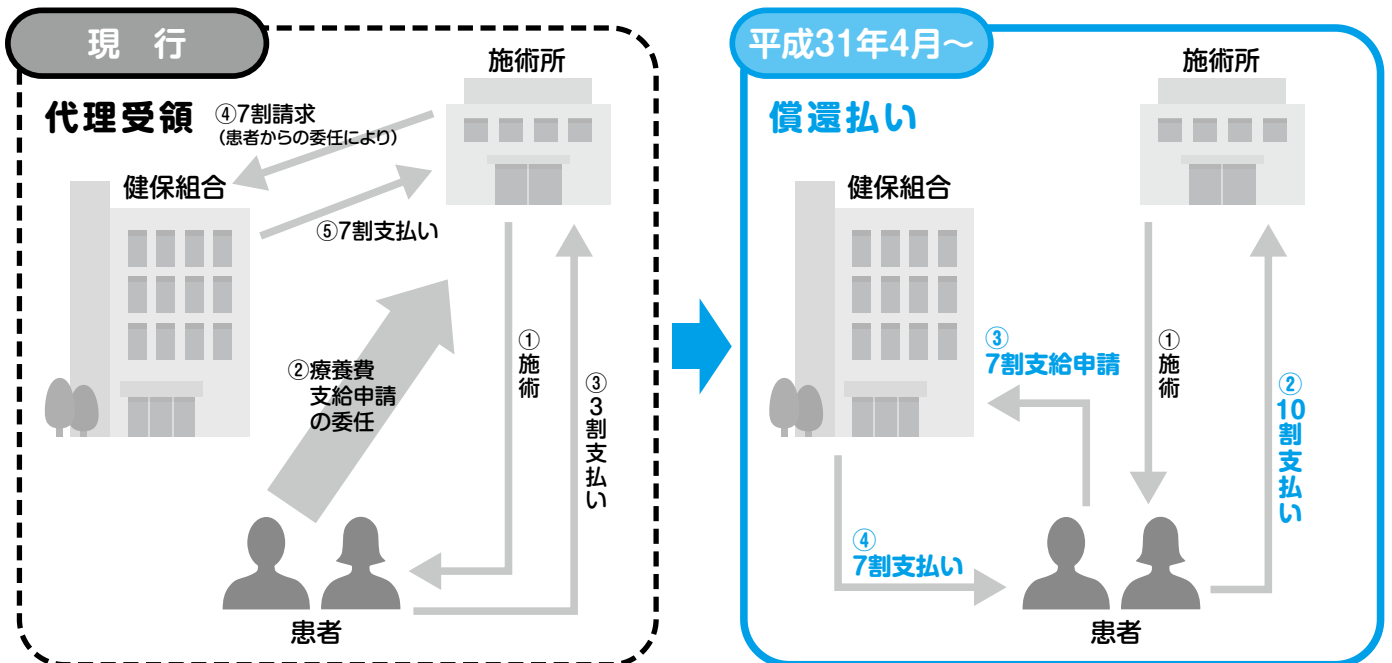 現　行
代理受領
④7割請求
（患者からの委任により）
施術所
健保組合
⑤7割支払い
②療養費
支給申請
の委任
①施術
③3割支払い
患者
平成31年4月～
償還払い
施術所
健保組合
③
7割支給申請
①施術
②10割支払い
④
7割支払い
患者